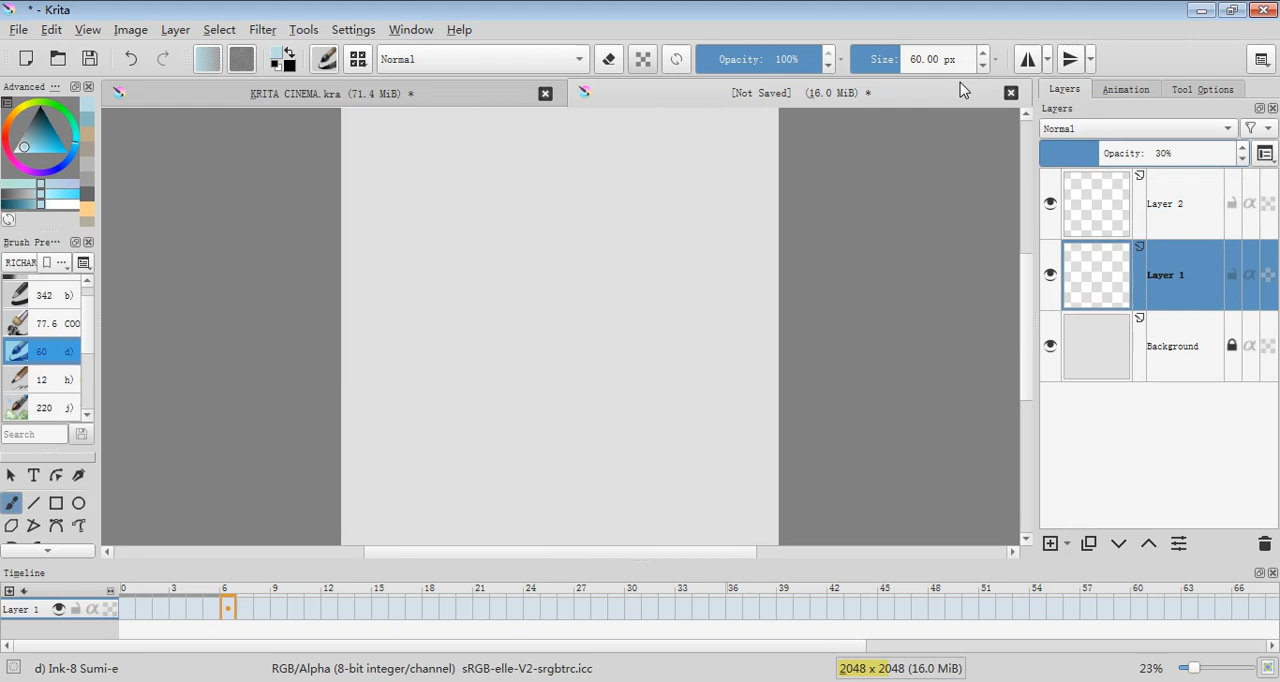 * - Krita
File Edit View Image Layer Select Filter Tools Settings Window Help
Normal
Opacity: 100%
Size: 60.00 px
Advanced ···
KRITA CINEMA.kra (71.4 MiB) *
[Not Saved] (16.0 MiB) *
Layers Animation Tool Options
Layers
Normal
Opacity: 30%
Layer 2
Layer 1
Background
Brush Pre···
RICHAR
342 b)
77.6 COO
60 d)
12 h)
220 j)
Search
Timeline
0 3 6 9 12 15 18 21 24 27 30 33 36 39 42 45 48 51 54 57 60 63 66
Layer 1
d) Ink-8 Sumi-e
RGB/Alpha (8-bit integer/channel) sRGB-elle-V2-srgbtrc.icc
2048 x 2048 (16.0 MiB)
23%